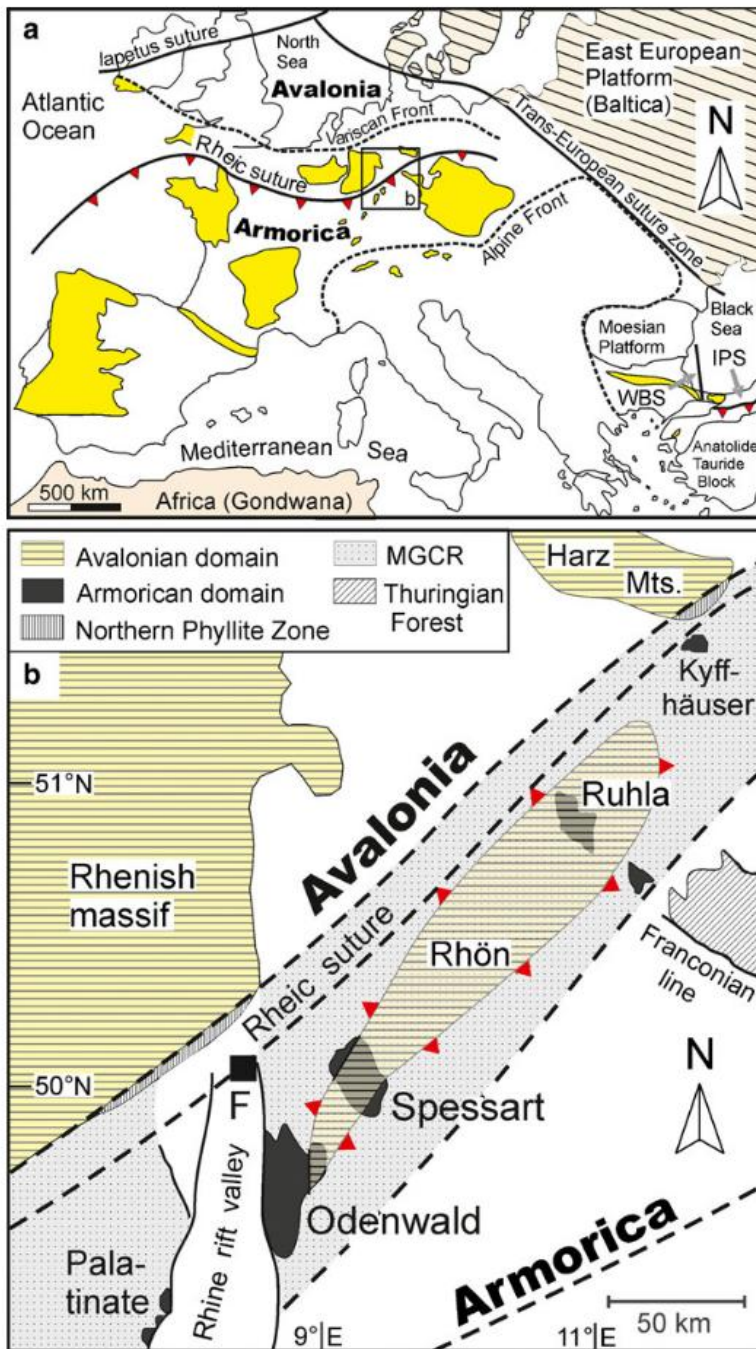 a
Iapetus suture
North
Sea
East European
Platform
(Baltica)
Avalonia
Atlantic
Ocean
Variscan Front
Trans-European suture zone
N
Rheic suture
b
Armorica
Alpine Front
Black
Sea
Moesian
Platform
IPS
WBS
Mediterranean Sea
Anatolide
Tauride
Block
500 km
Africa (Gondwana)
Avalonian domain
Armorican domain
Northern Phyllite Zone
MGCR
Thuringian
Forest
Harz
Mts.
b
Kyff-
häuser
51°N
Avalonia
Ruhla
Rhenish
massif
Rheic suture
Rhön
Franconian
line
50°N
F
N
Spessart
Odenwald
Rhine rift valley
Armorica
Pala-
tinate
50 km
9°E
11°E